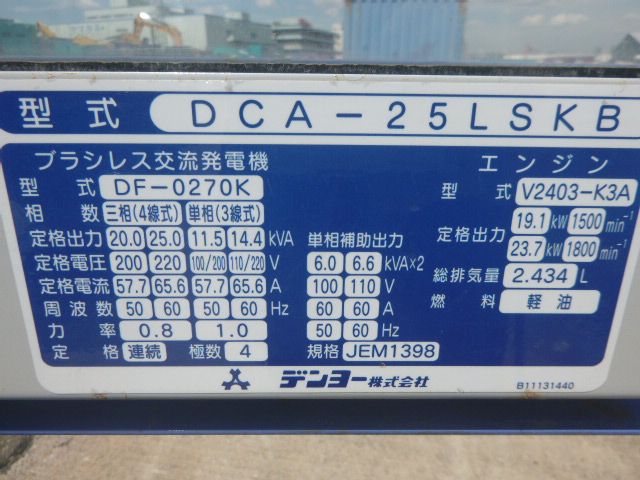 型式 DCA-25LSKB
ブラシレス交流発電機
型式 DF-0270K
相数 三相(4線式) 単相(3線式)
定格出力 20.0 25.0 11.5 14.4 kVA
定格電圧 200 220 100/200 110/220 V
定格電流 57.7 65.6 57.7 65.6 A
周波数 50 60 50 60 Hz
力率 0.8 1.0
定格 連続 極数 4
単相補助出力
6.0 6.6 kVA×2
100 110 V
60 60 A
50 60 Hz
規格 JEM1398
エンジン
型式 V2403-K3A
定格出力 19.1 kW 1500 min⁻¹
23.7 kW 1800 min⁻¹
総排気量 2.434 L
燃料 軽油
デンヨー株式会社
B11131440